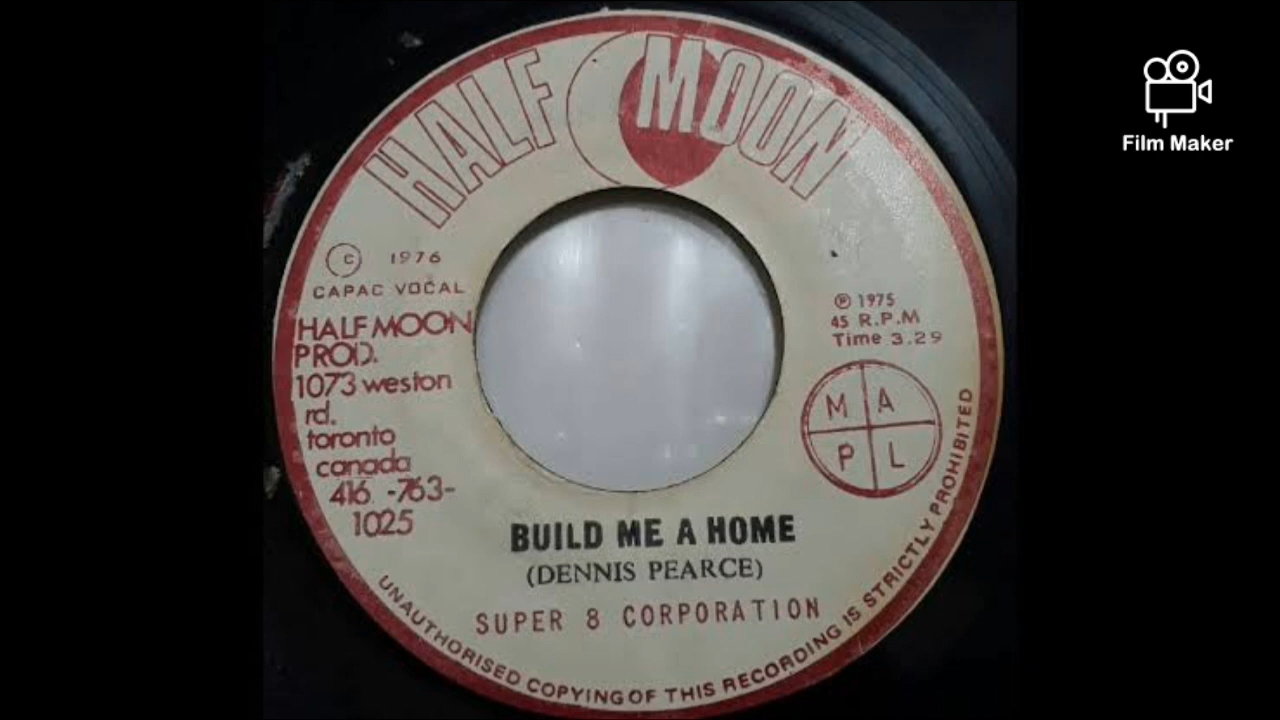 HALF MOON
© 1976
CAPAC VOCAL
HALF MOON
PROD.
1073 weston
rd.
toronto
canada
416 -763-
1025
℗ 1975
45 R.P.M
Time 3.29
M A
P L
BUILD ME A HOME
(DENNIS PEARCE)
SUPER 8 CORPORATION
UNAUTHORISED COPYING OF THIS RECORDING IS STRICTLY PROHIBITED
Film Maker